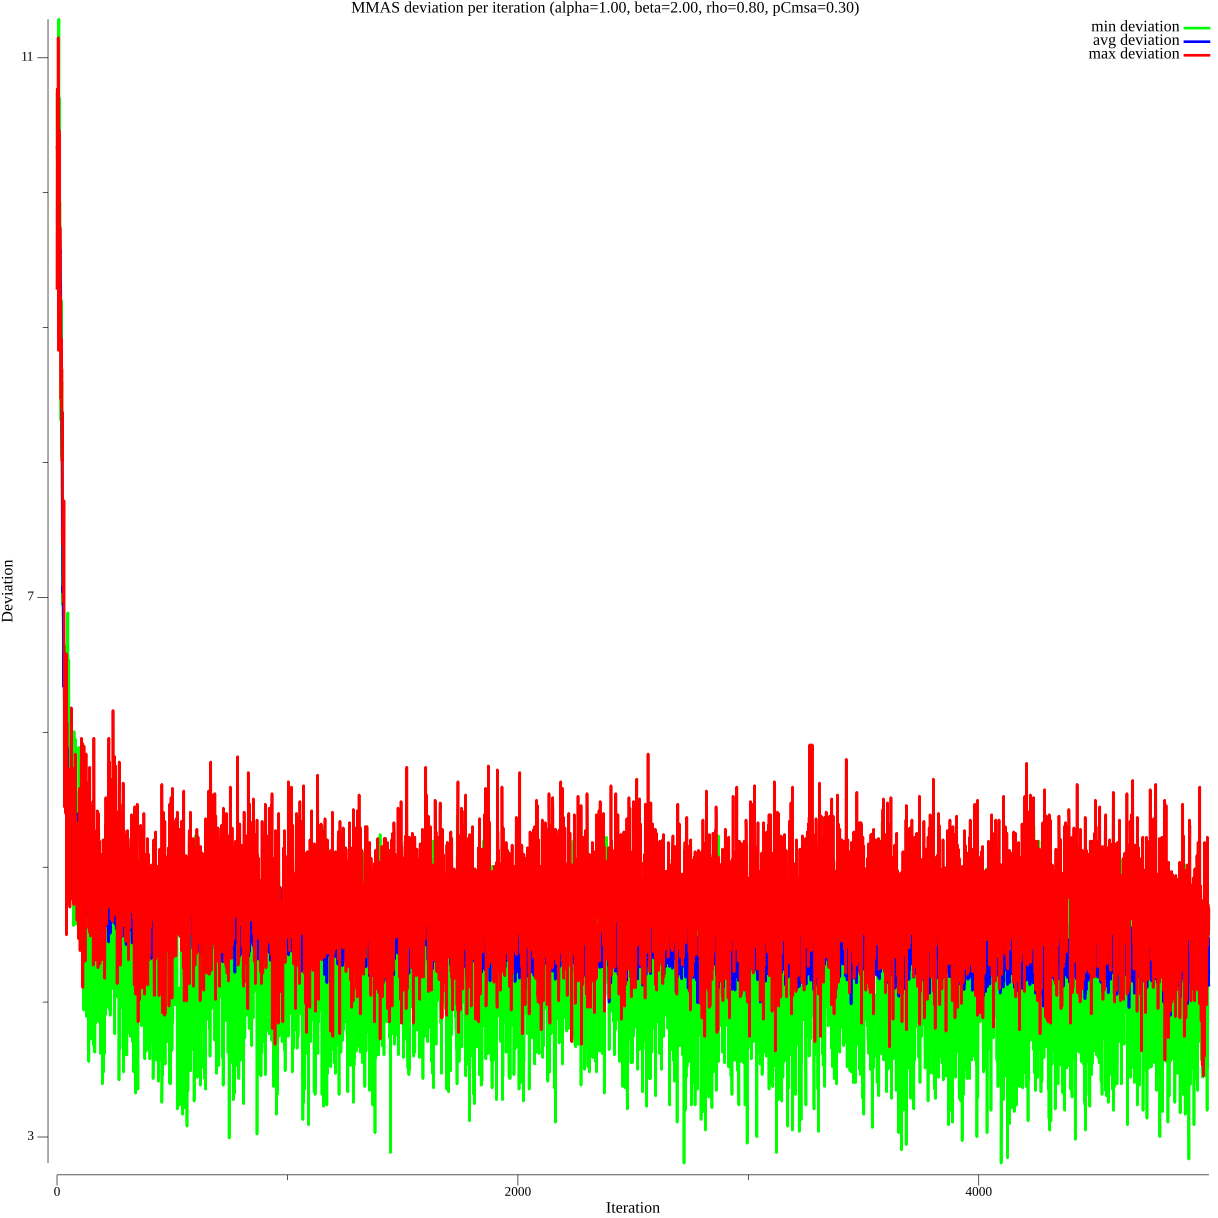 MMAS deviation per iteration (alpha=1.00, beta=2.00, rho=0.80, pCmsa=0.30)
min deviation
avg deviation
max deviation
11
7
3
Deviation
0
2000
4000
Iteration